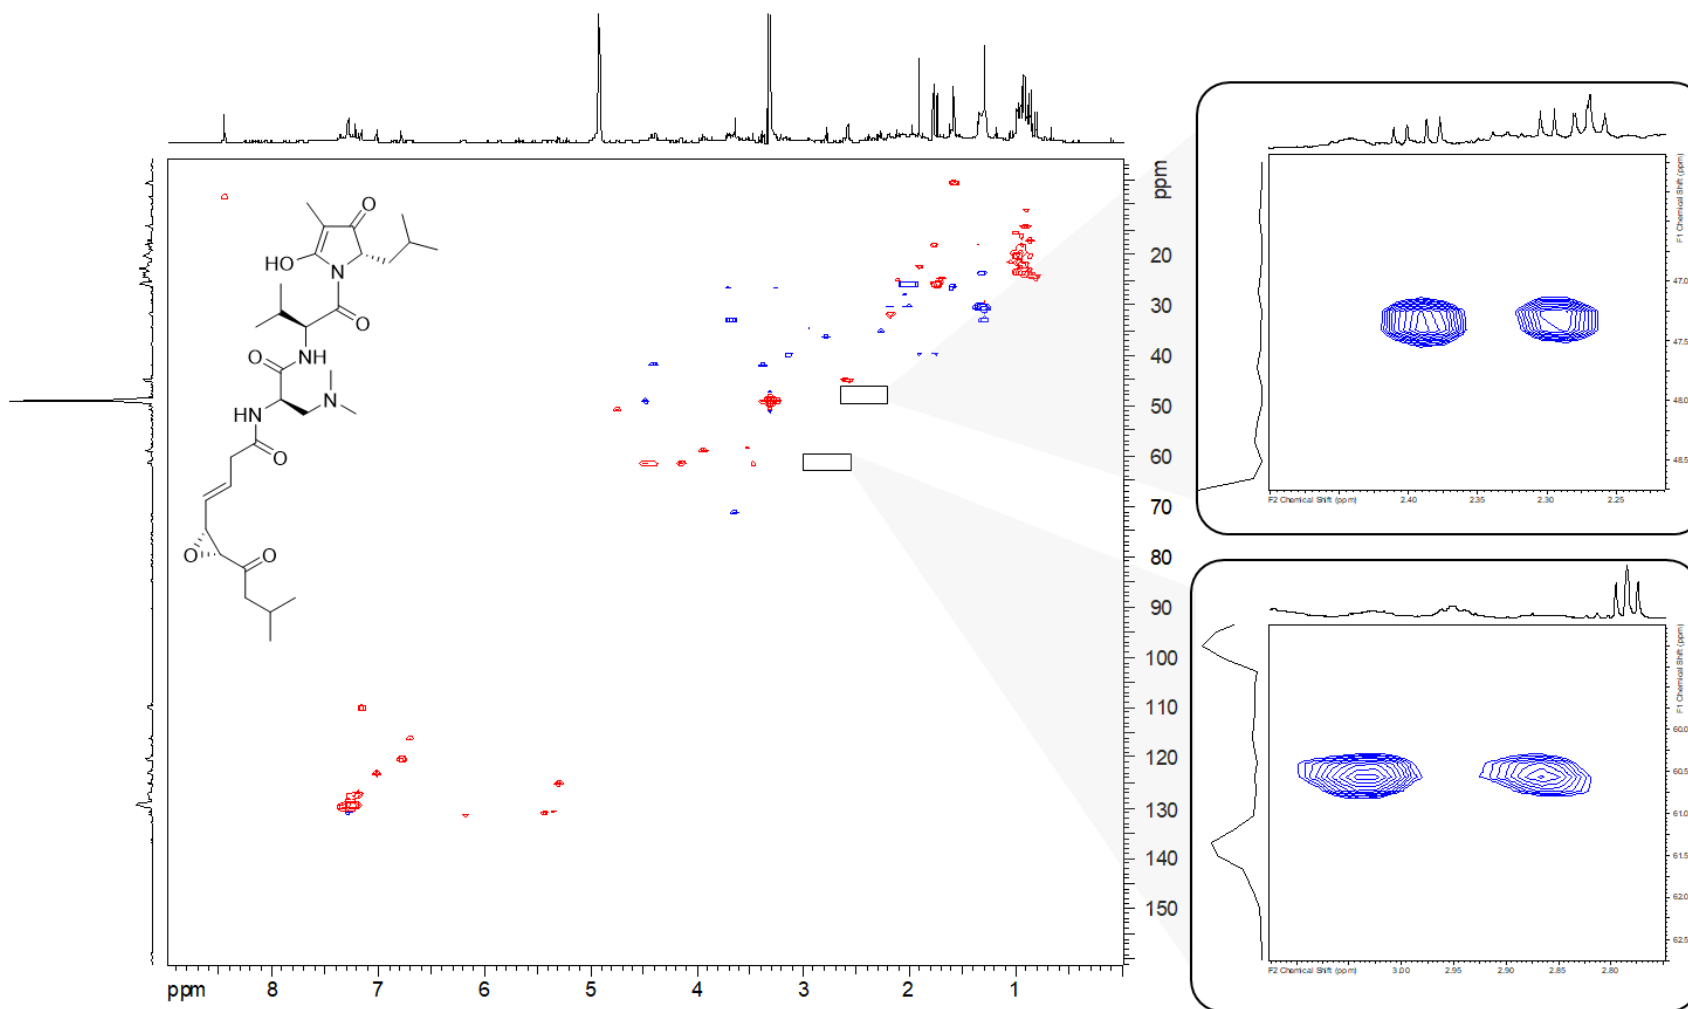 ppm
20
30
40
50
60
70
80
90
100
110
120
130
140
150
ppm 8 7 6 5 4 3 2 1
O
HO
N
O
NH
O
N
HN
O
O
O
F1 Chemical Shift (ppm)
47.0
47.5
48.0
48.5
F2 Chemical Shift (ppm) 2.40 2.35 2.30 2.25
F1 Chemical Shift (ppm)
60.0
60.5
61.0
61.5
62.0
62.5
F2 Chemical Shift (ppm) 3.00 2.95 2.90 2.85 2.80